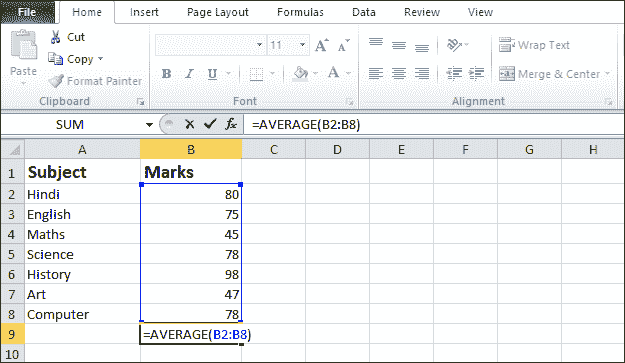 File Home Insert Page Layout Formulas Data Review View
Cut
Copy
Format Painter
Paste
11 A A
B I U A
Wrap Text
Merge & Center
Clipboard Font Alignment
SUM fx =AVERAGE(B2:B8)
A B C D E F G H
1 Subject Marks
2 Hindi 80
3 English 75
4 Maths 45
5 Science 78
6 History 98
7 Art 47
8 Computer 78
9 =AVERAGE(B2:B8)
10